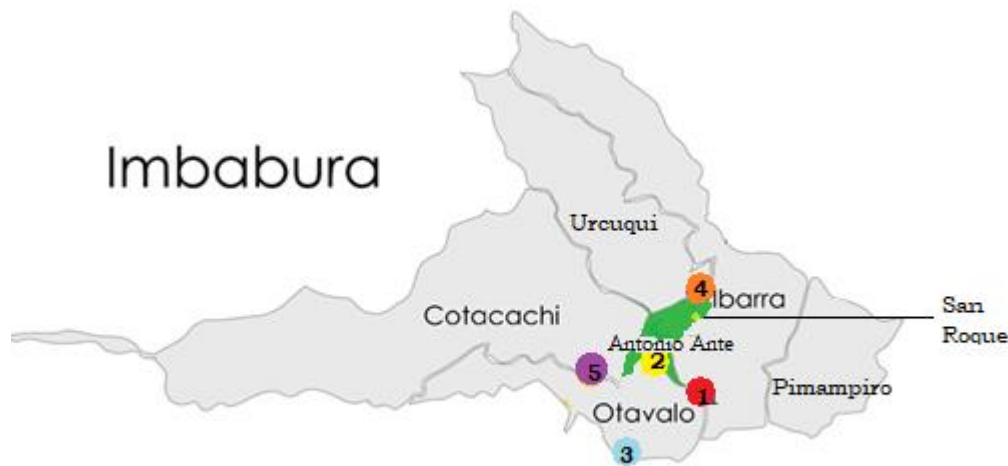 Imbabura
Urcuqui
4
Ibarra
San
Roque
Cotacachi
Antonio Ante
2
5
Pimampiro
1
Otavalo
3